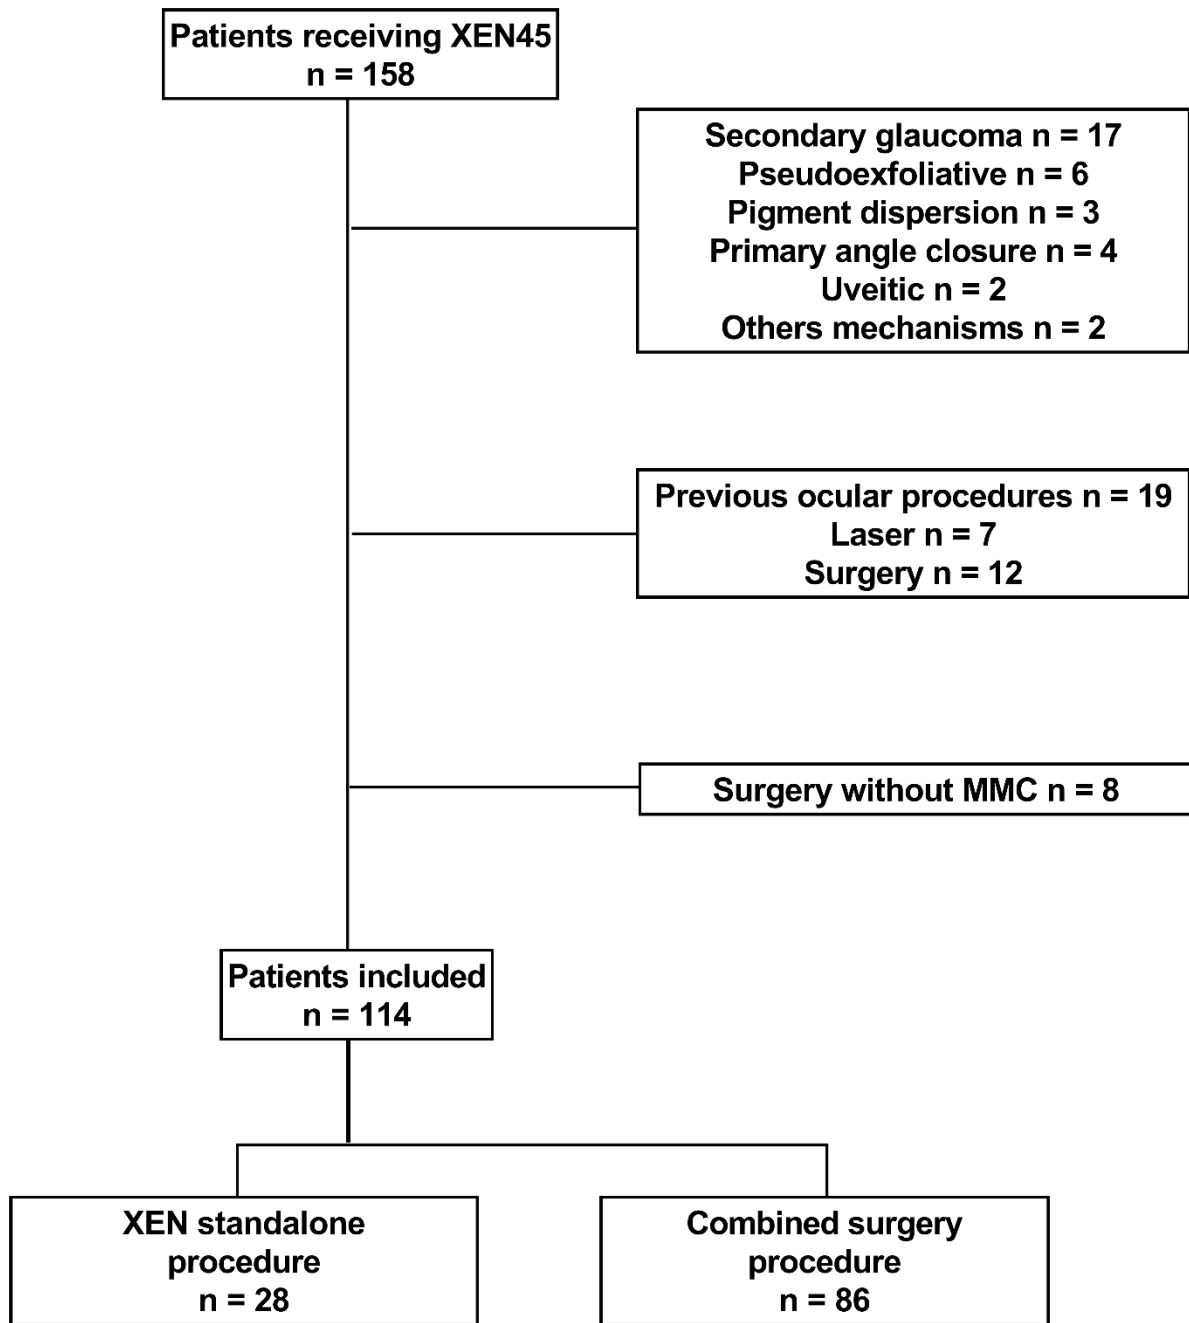 Patients receiving XEN45
n = 158
Secondary glaucoma n = 17
Pseudoexfoliative n = 6
Pigment dispersion n = 3
Primary angle closure n = 4
Uveitic n = 2
Others mechanisms n = 2
Previous ocular procedures n = 19
Laser n = 7
Surgery n = 12
Surgery without MMC n = 8
Patients included
n = 114
XEN standalone
procedure
n = 28
Combined surgery
procedure
n = 86